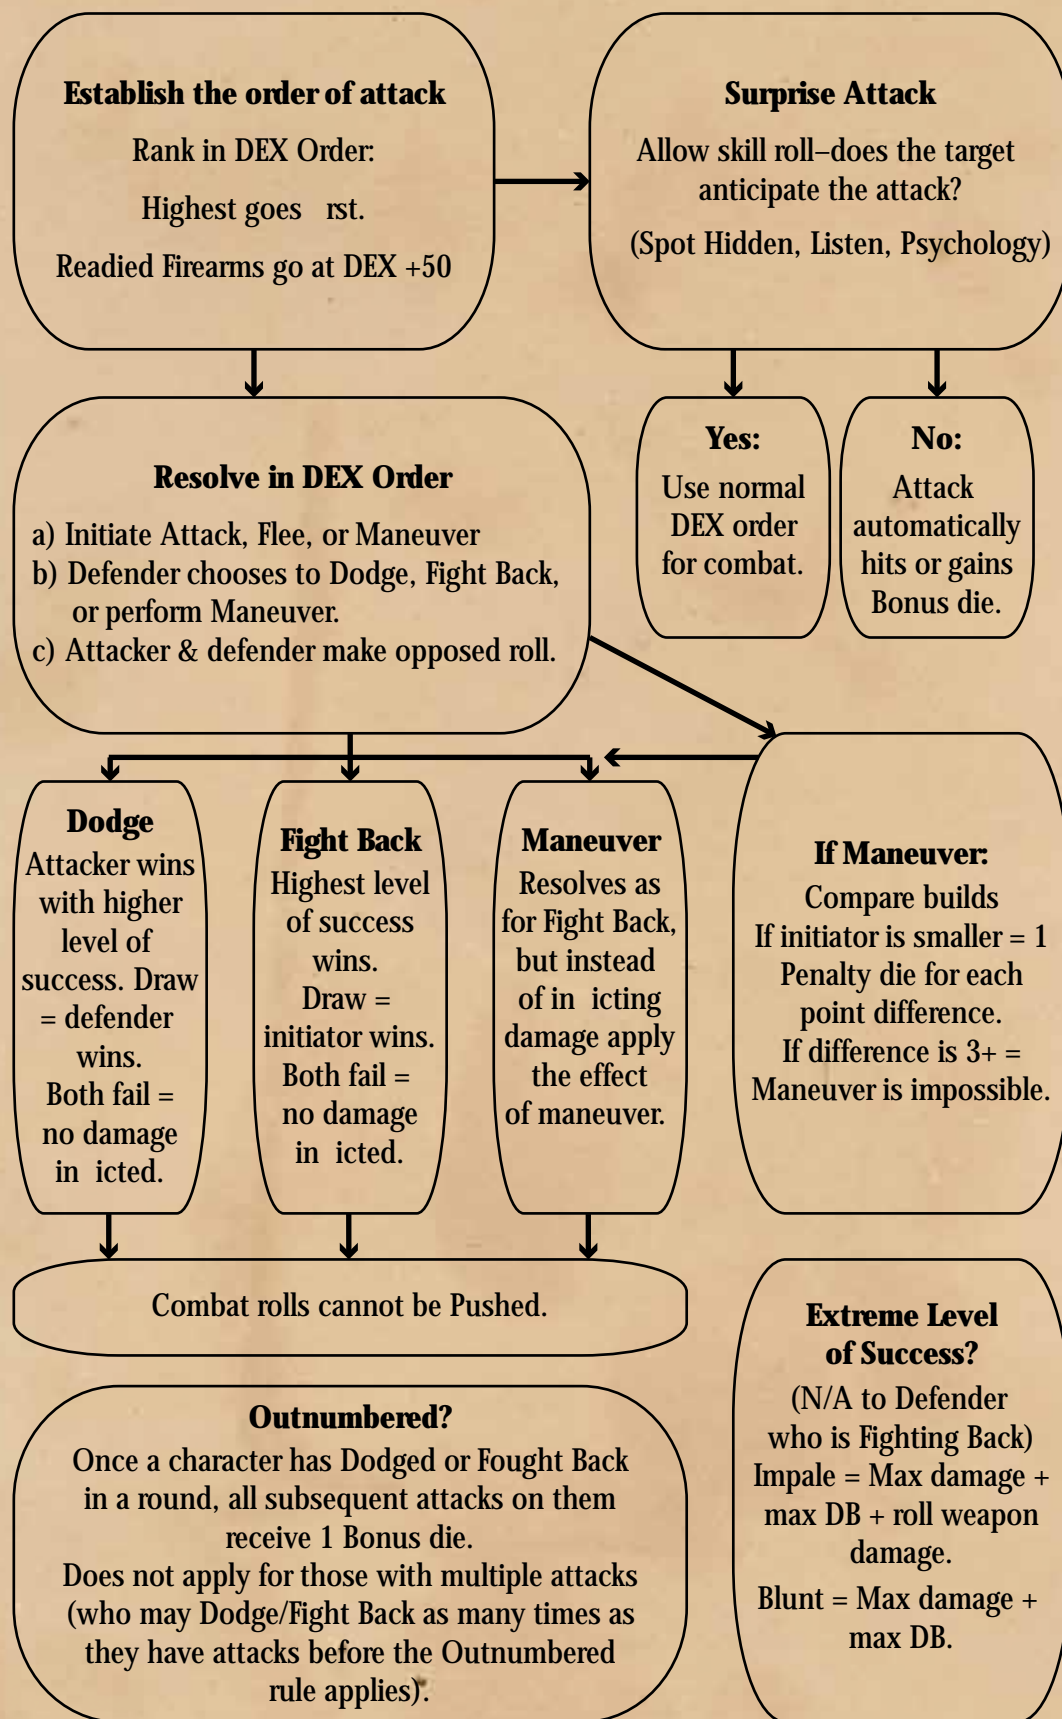 Establish the order of attack
Rank in DEX Order:
Highest goes rst.
Readied Firearms go at DEX +50
Surprise Attack
Allow skill roll–does the target
anticipate the attack?
(Spot Hidden, Listen, Psychology)
Yes:
Use normal
DEX order
for combat.
No:
Attack
automatically
hits or gains
Bonus die.
Resolve in DEX Order
a) Initiate Attack, Flee, or Maneuver
b) Defender chooses to Dodge, Fight Back,
or perform Maneuver.
c) Attacker & defender make opposed roll.
Dodge
Attacker wins
with higher
level of
success. Draw
= defender
wins.
Both fail =
no damage
in icted.
Fight Back
Highest level
of success
wins.
Draw =
initiator wins.
Both fail =
no damage
in icted.
Maneuver
Resolves as
for Fight Back,
but instead
of in icting
damage apply
the effect
of maneuver.
If Maneuver:
Compare builds
If initiator is smaller = 1
Penalty die for each
point difference.
If difference is 3+ =
Maneuver is impossible.
Combat rolls cannot be Pushed.
Outnumbered?
Once a character has Dodged or Fought Back
in a round, all subsequent attacks on them
receive 1 Bonus die.
Does not apply for those with multiple attacks
(who may Dodge/Fight Back as many times as
they have attacks before the Outnumbered
rule applies).
Extreme Level
of Success?
(N/A to Defender
who is Fighting Back)
Impale = Max damage +
max DB + roll weapon
damage.
Blunt = Max damage +
max DB.